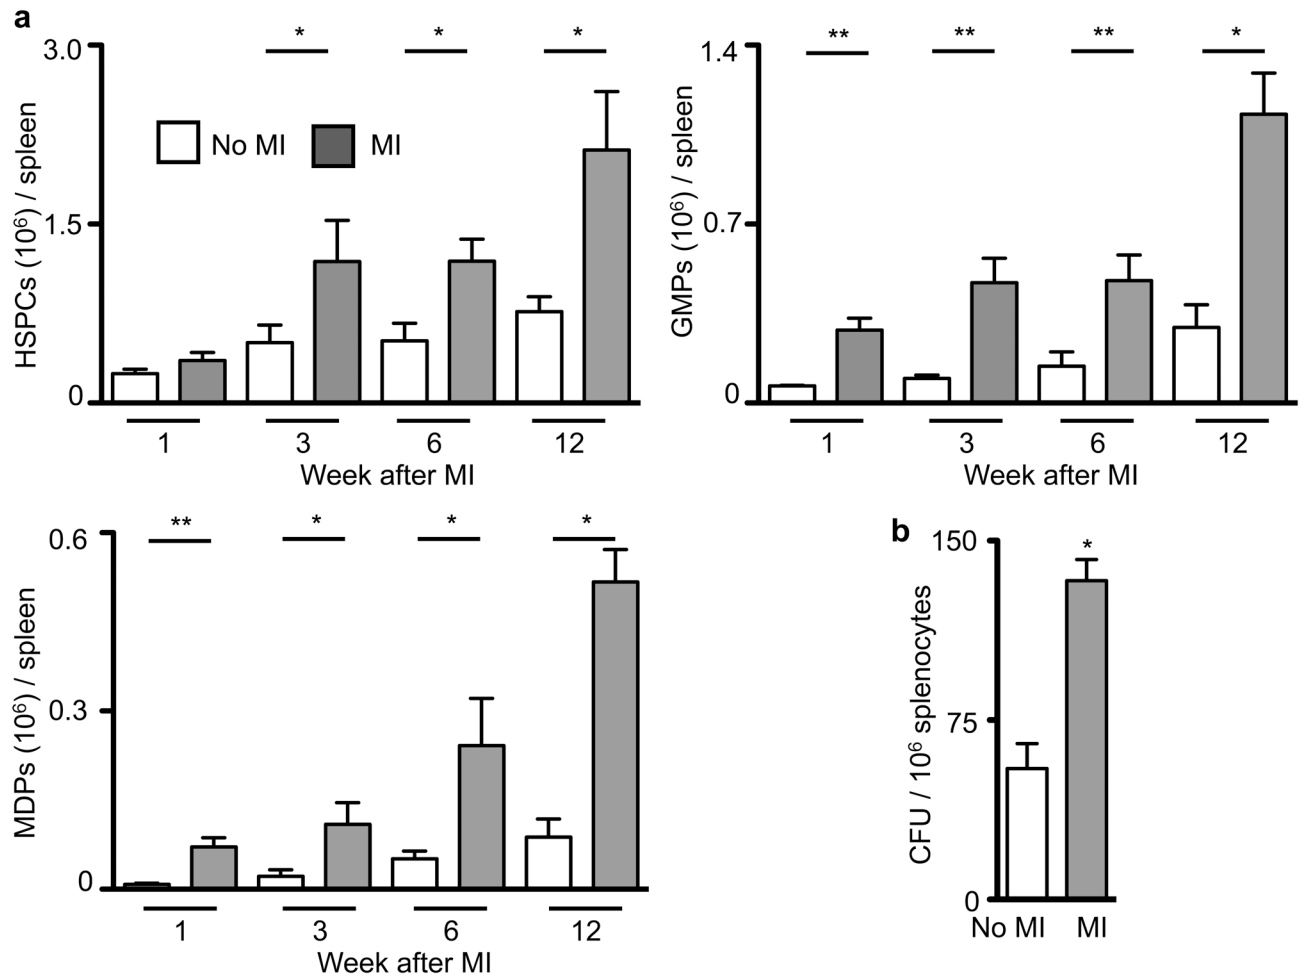 a
HSPCs (10⁶) / spleen
3.0
1.5
0
* * *
No MI MI
1 3 6 12
Week after MI
GMPs (10⁶) / spleen
1.4
0.7
0
** ** ** *
1 3 6 12
Week after MI
MDPs (10⁶) / spleen
0.6
0.3
0
** * * *
1 3 6 12
Week after MI
b
CFU / 10⁶ splenocytes
150
75
0
*
No MI MI